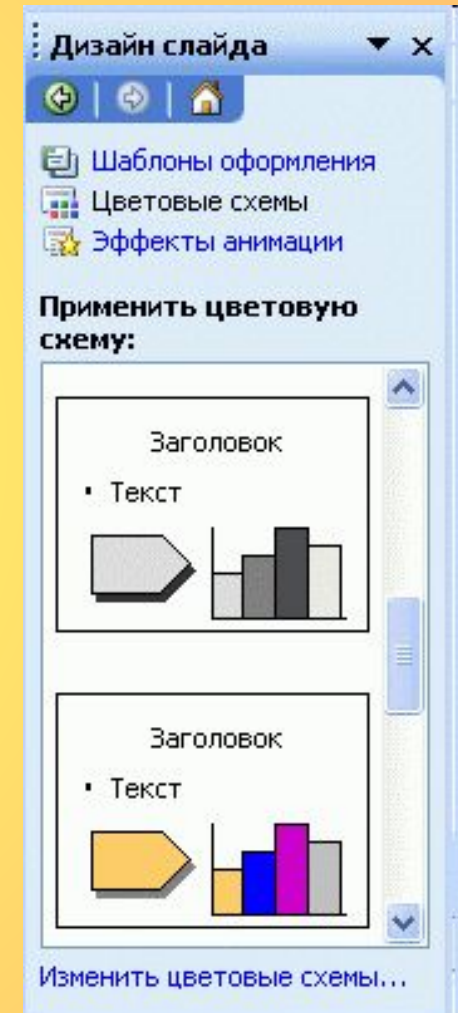 Дизайн слайда
Шаблоны оформления
Цветовые схемы
Эффекты анимации
Применить цветовую
схему:
Заголовок
• Текст
Заголовок
• Текст
Изменить цветовые схемы...